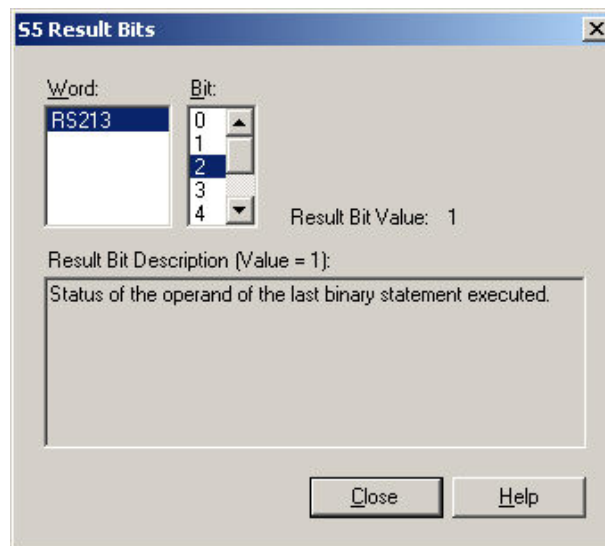 S5 Result Bits
Word:
Bit:
RS213
0
1
2
3
4
Result Bit Value: 1
Result Bit Description (Value = 1):
Status of the operand of the last binary statement executed.
Close
Help